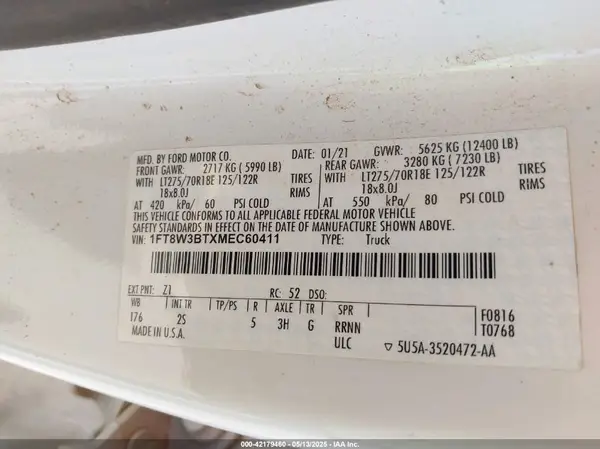 MFD. BY FORD MOTOR CO.
DATE: 01/21 GVWR: 5625 KG (12400 LB)
FRONT GAWR: 2717 KG (5990 LB) REAR GAWR: 3280 KG (7230 LB)
WITH LT275/70R18E 125/122R TIRES WITH LT275/70R18E 125/122R TIRES
18x8.0J RIMS 18x8.0J RIMS
AT 420 kPa/ 60 PSI COLD AT 550 kPa/ 80 PSI COLD
THIS VEHICLE CONFORMS TO ALL APPLICABLE FEDERAL MOTOR VEHICLE
SAFETY STANDARDS IN EFFECT ON THE DATE OF MANUFACTURE SHOWN ABOVE.
VIN: 1FT8W3BTXMEC60411 TYPE: Truck
EXT PNT: Z1 RC: 52 DSO:
WB INT TR TP/PS R AXLE TR SPR F0816
176 2S 5 3H G RRNN T0768
MADE IN U.S.A. ULC ▽ 5U5A-3520472-AA
000-42179460 - 05/13/2025 - IAAI.com